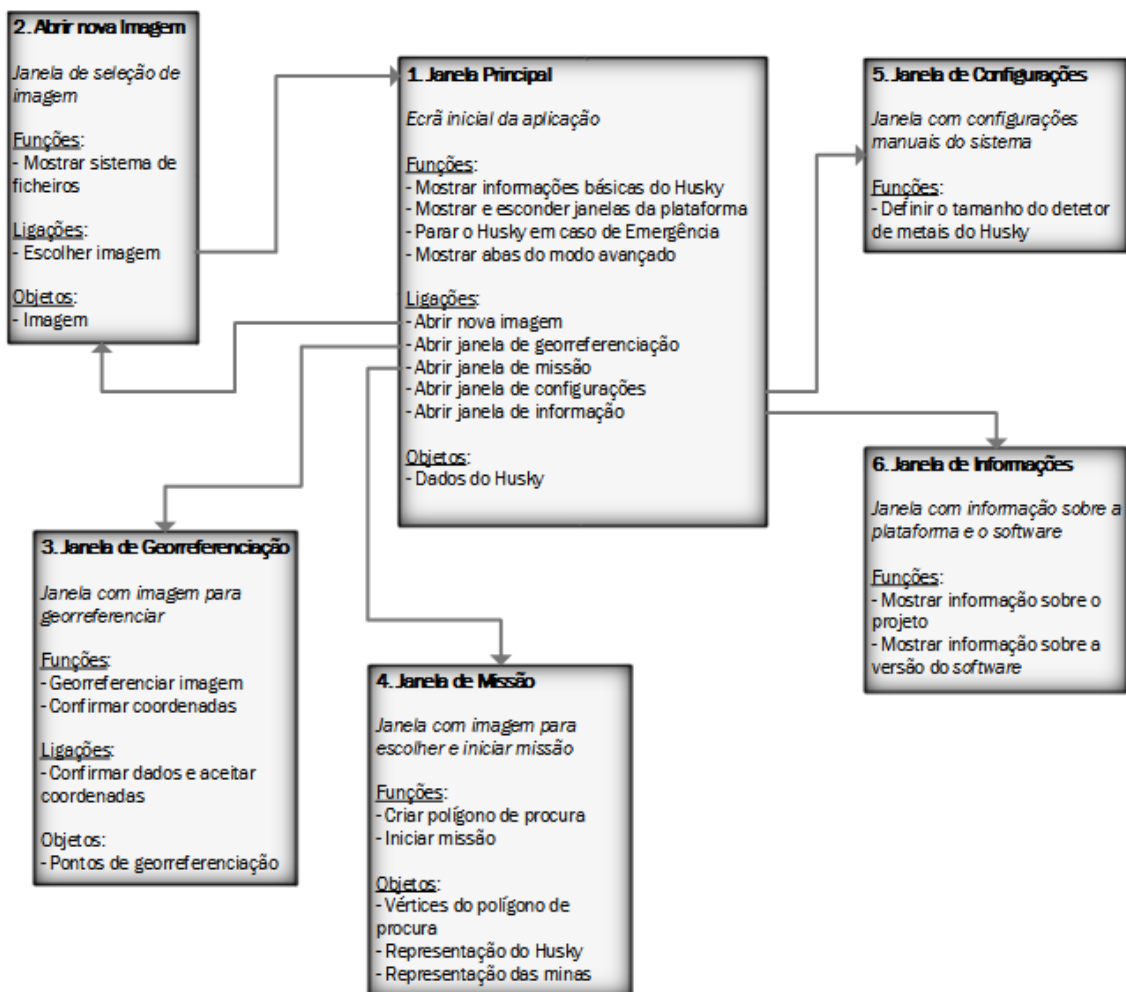 2. Abrir nova Imagem
Janela de seleção de
imagem
Funções:
- Mostrar sistema de
ficheiros
Ligações:
- Escolher imagem
Objetos:
- Imagem
1. Janela Principal
Ecrã inicial da aplicação
Funções:
- Mostrar informações básicas do Husky
- Mostrar e esconder janelas da plataforma
- Parar o Husky em caso de Emergência
- Mostrar abas do modo avançado
Ligações:
- Abrir nova imagem
- Abrir janela de georreferenciação
- Abrir janela de missão
- Abrir janela de configurações
- Abrir janela de informação
Objetos:
- Dados do Husky
5. Janela de Configurações
Janela com configurações
manuais do sistema
Funções:
- Definir o tamanho do detetor
de metais do Husky
6. Janela de Informações
Janela com informação sobre a
plataforma e o software
Funções:
- Mostrar informação sobre o
projeto
- Mostrar informação sobre a
versão do software
3. Janela de Georreferenciação
Janela com imagem para
georreferenciar
Funções:
- Georreferenciar imagem
- Confirmar coordenadas
Ligações:
- Confirmar dados e aceitar
coordenadas
Objetos:
- Pontos de georreferenciação
4. Janela de Missão
Janela com imagem para
escolher e iniciar missão
Funções:
- Criar polígono de procura
- Iniciar missão
Objetos:
- Vértices do polígono de
procura
- Representação do Husky
- Representação das minas